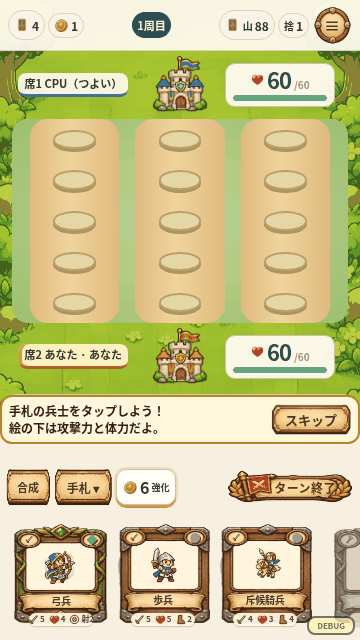 4
1
1周目
山 88
捨 1
席1 CPU（つよい）
60/60
席2 あなた・あなた
60/60
手札の兵士をタップしよう！
絵の下は攻撃力と体力だよ。
スキップ
合成
手札▼
6 強化
ターン終了
弓兵
5 4 射
歩兵
5 5 2
斥候騎兵
4 3 4
DEBUG